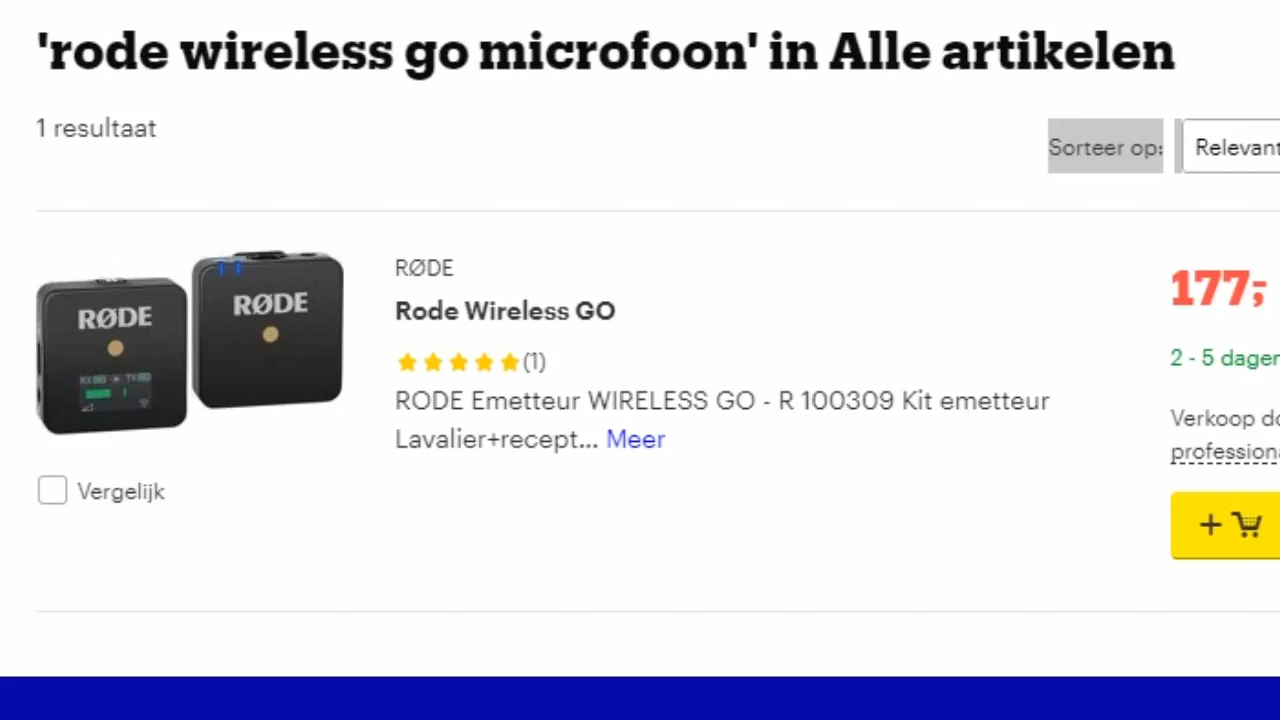 'rode wireless go microfoon' in Alle artikelen
1 resultaat
Sorteer op:
Relevant
RØDE
RØDE
RØDE
Rode Wireless GO
(1)
RODE Emetteur WIRELESS GO - R 100309 Kit emetteur
Lavalier+recept... Meer
Vergelijk
177,-
2 - 5 dagen
Verkoop do
professiona
+